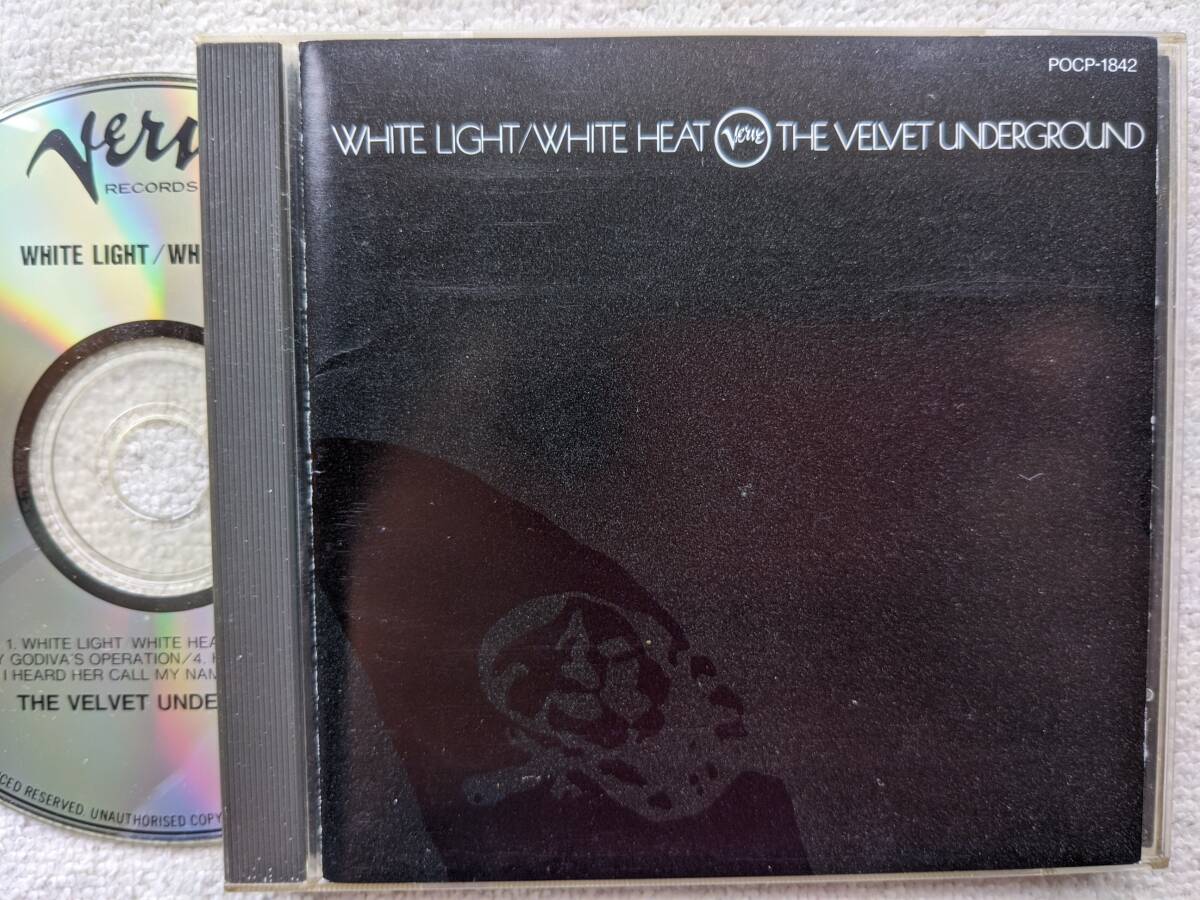 POCP-1842
WHITE LIGHT/WHITE HEAT Verve THE VELVET UNDERGROUND
RECORDS
WHITE LIGHT/WH
1. WHITE LIGHT WHITE HEA
Y GODIVA'S OPERATION/4. H
I HEARD HER CALL MY NAM
THE VELVET UNDE
CED RESERVED. UNAUTHORISED COPY